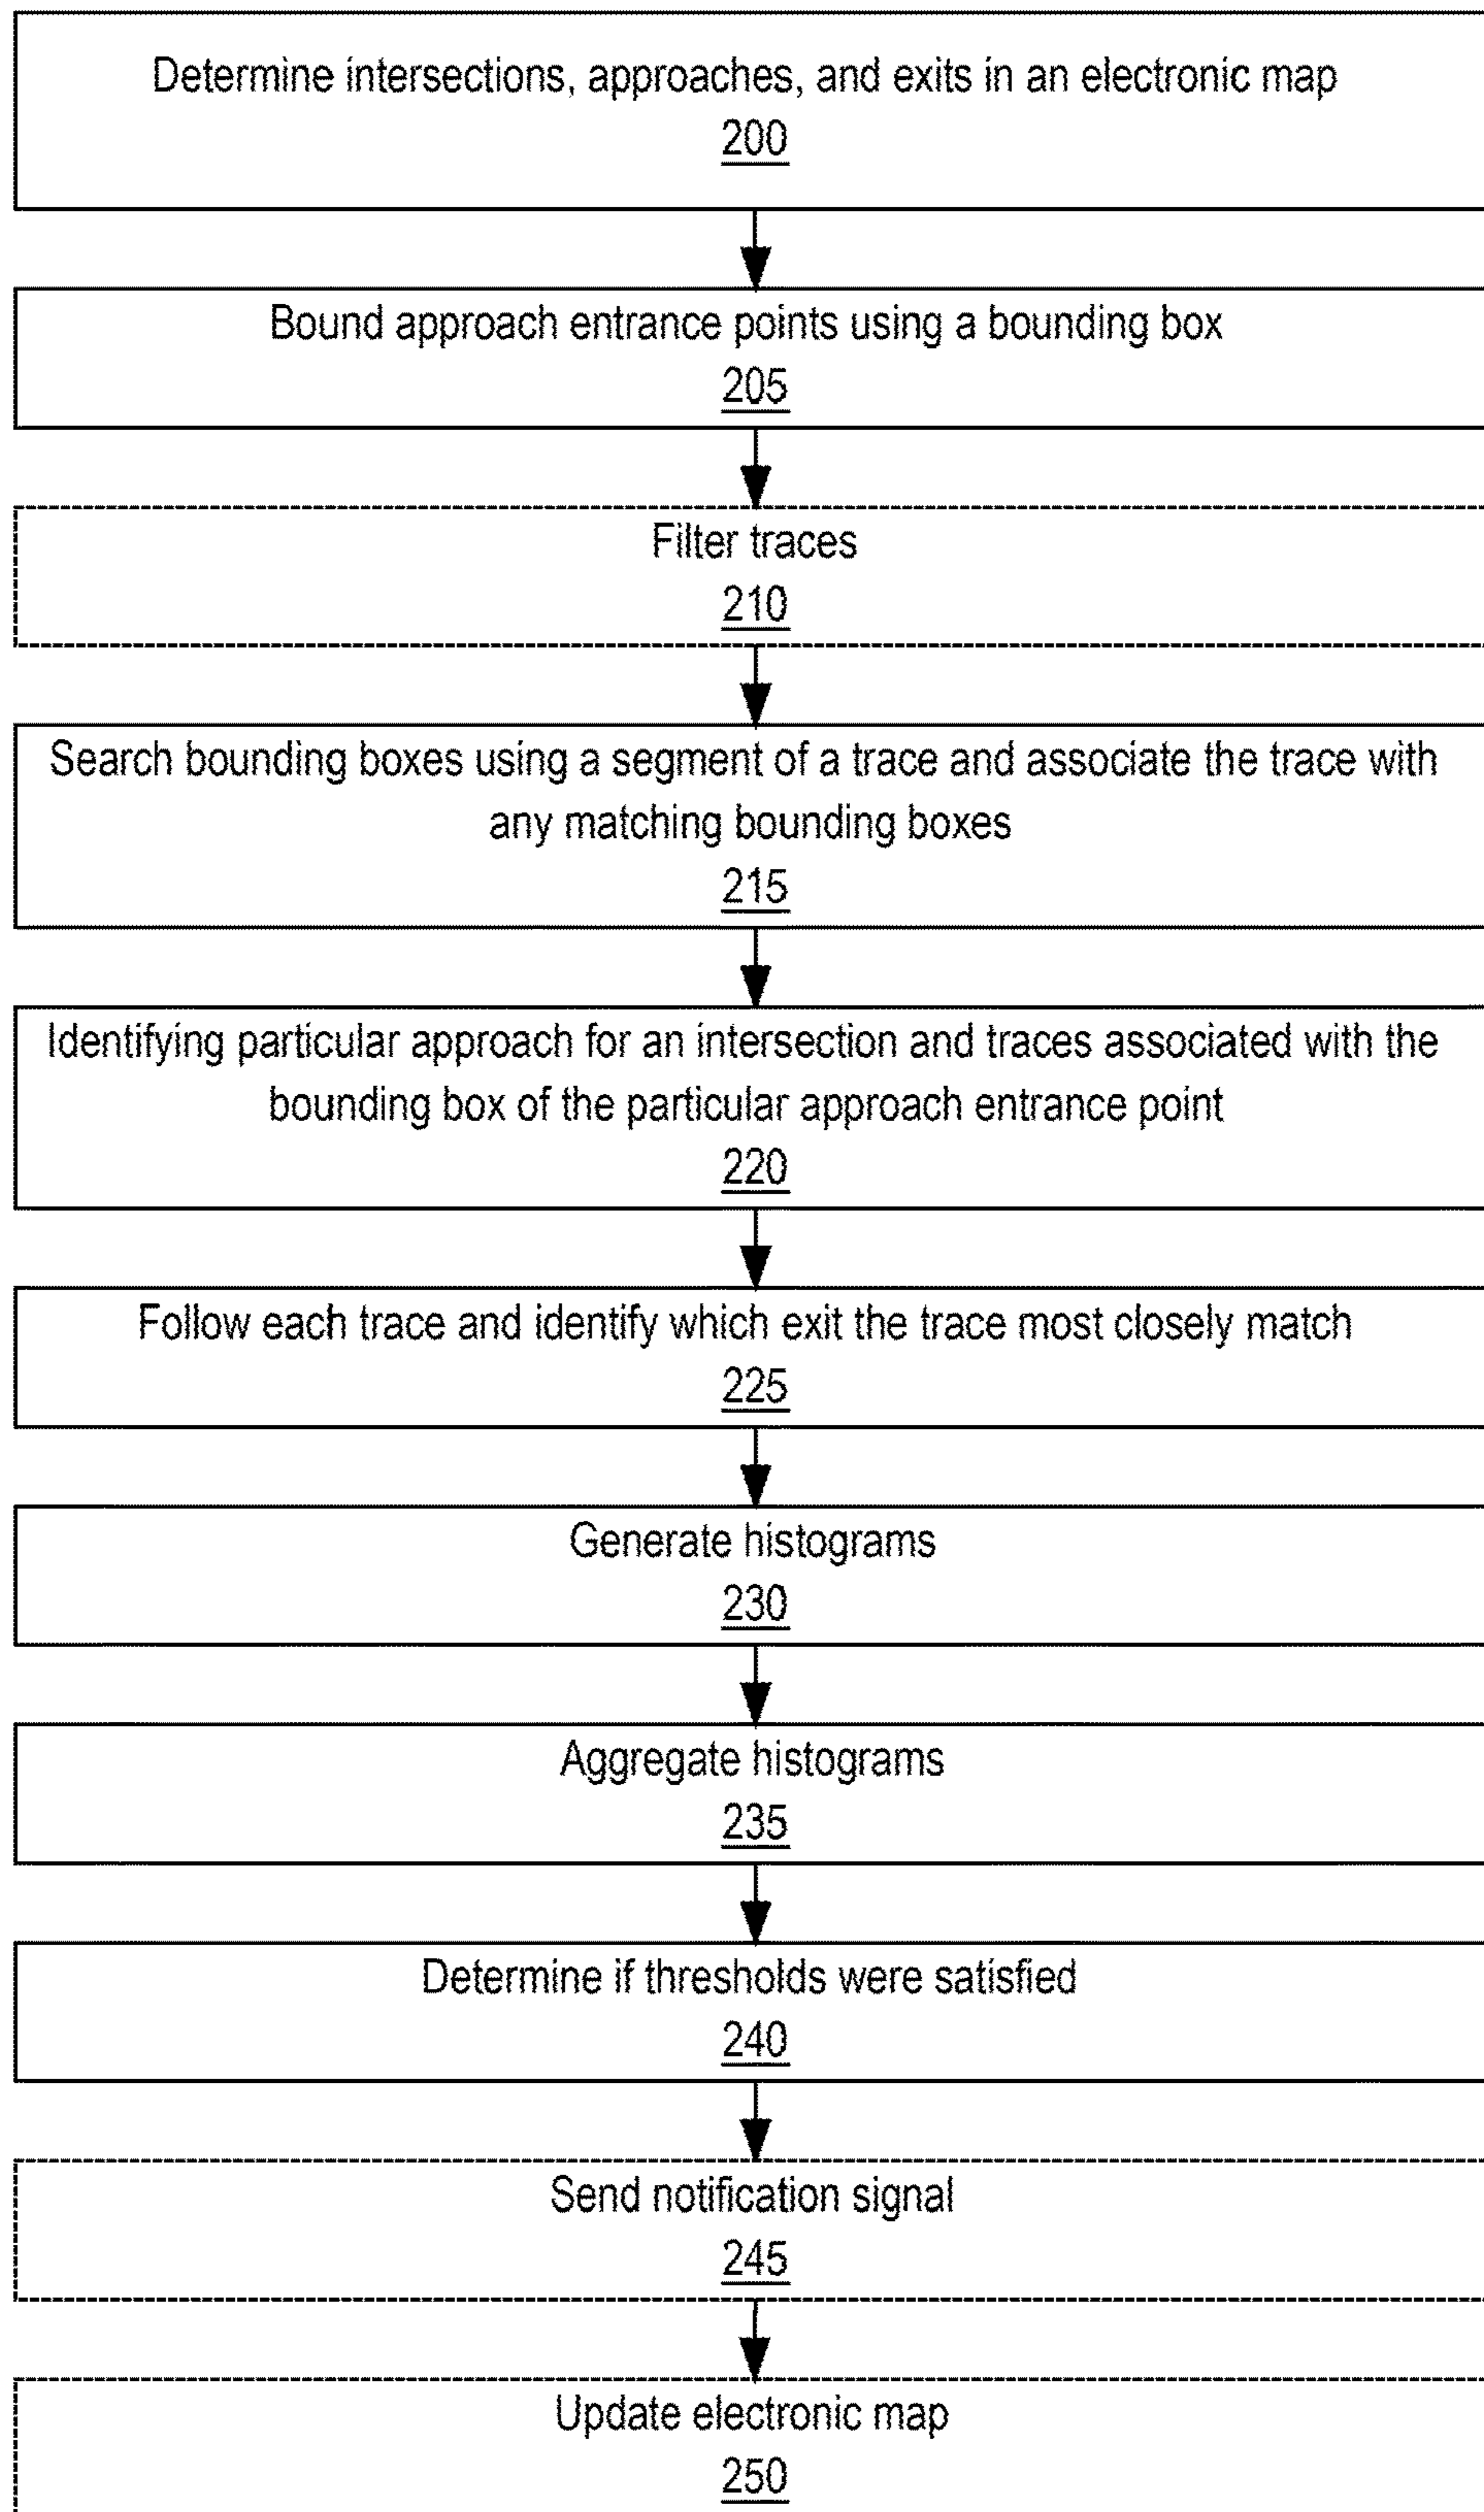 Determine intersections, approaches, and exits in an electronic map
200
Bound approach entrance points using a bounding box
205
Filter traces
210
Search bounding boxes using a segment of a trace and associate the trace with
any matching bounding boxes
215
Identifying particular approach for an intersection and traces associated with the
bounding box of the particular approach entrance point
220
Follow each trace and identify which exit the trace most closely match
225
Generate histograms
230
Aggregate histograms
235
Determine if thresholds were satisfied
240
Send notification signal
245
Update electronic map
250